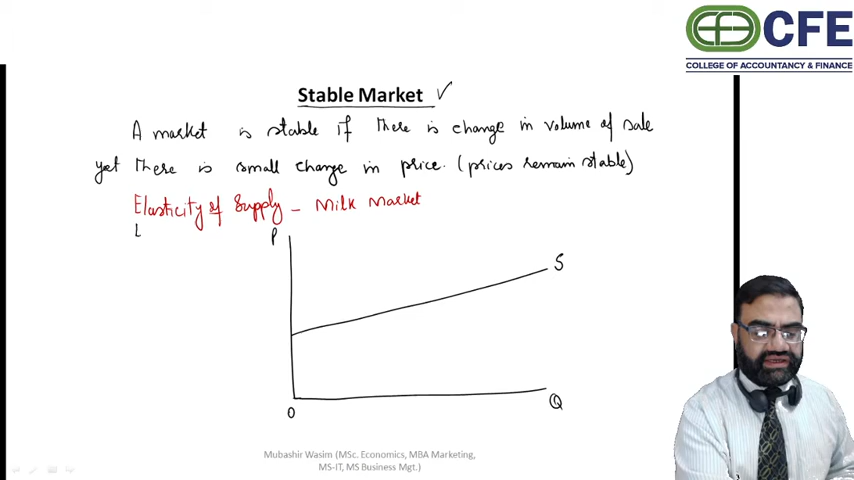 CFE
COLLEGE OF ACCOUNTANCY & FINANCE
Stable Market
A market is stable if there is change in volume of sale
yet there is small change in price. (prices remain stable)
Elasticity of Supply - Milk Market
P
S
O
Q
Mubashir Wasim (MSc. Economics, MBA Marketing,
MS-IT, MS Business Mgt.)